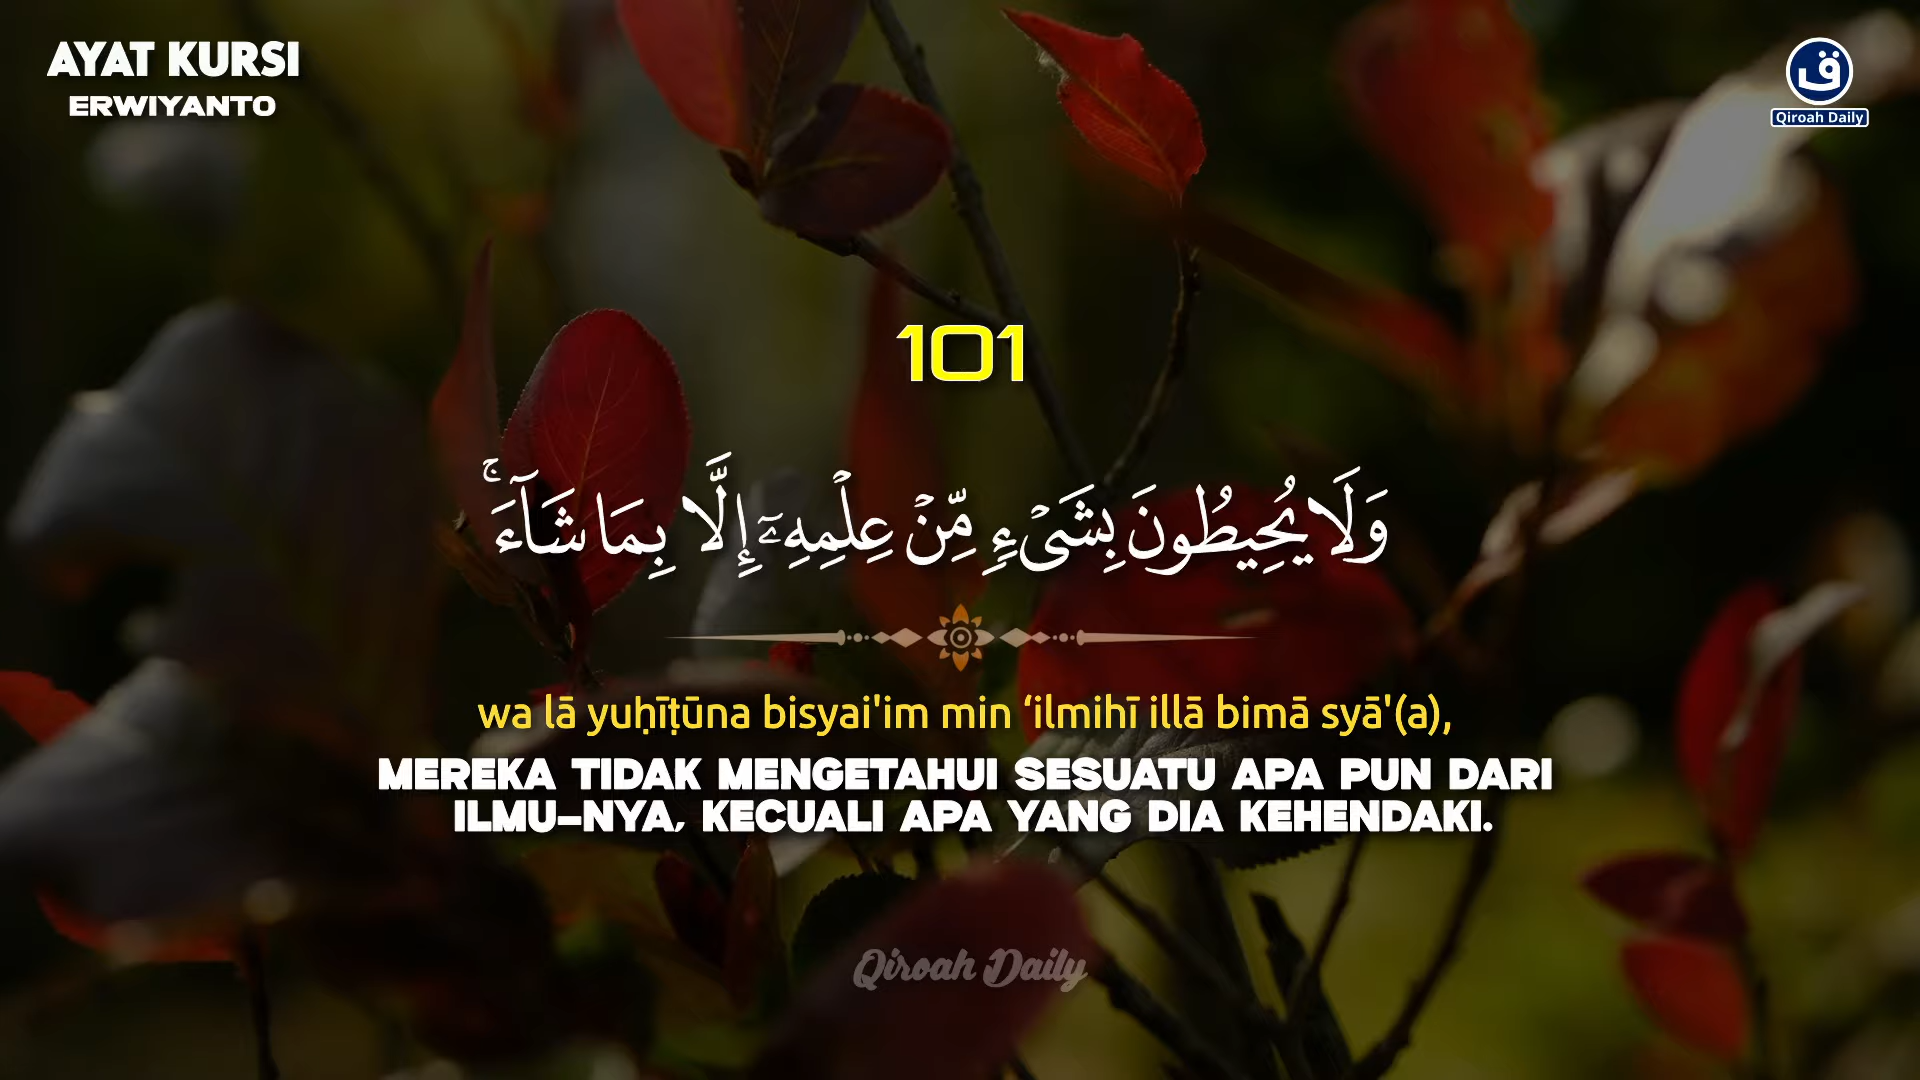 AYAT KURSI
ERWIYANTO
ق
Qiroah Daily
101
وَلَا يُحِيطُونَ بِشَىْءٍ مِّنْ عِلْمِهِۦٓ إِلَّا بِمَا شَآءَ ۚ
wa lā yuḥīṭūna bisyai'im min ‘ilmihī illā bimā syā'(a),
MEREKA TIDAK MENGETAHUI SESUATU APA PUN DARI
ILMU-NYA, KECUALI APA YANG DIA KEHENDAKI.
Qiroah Daily